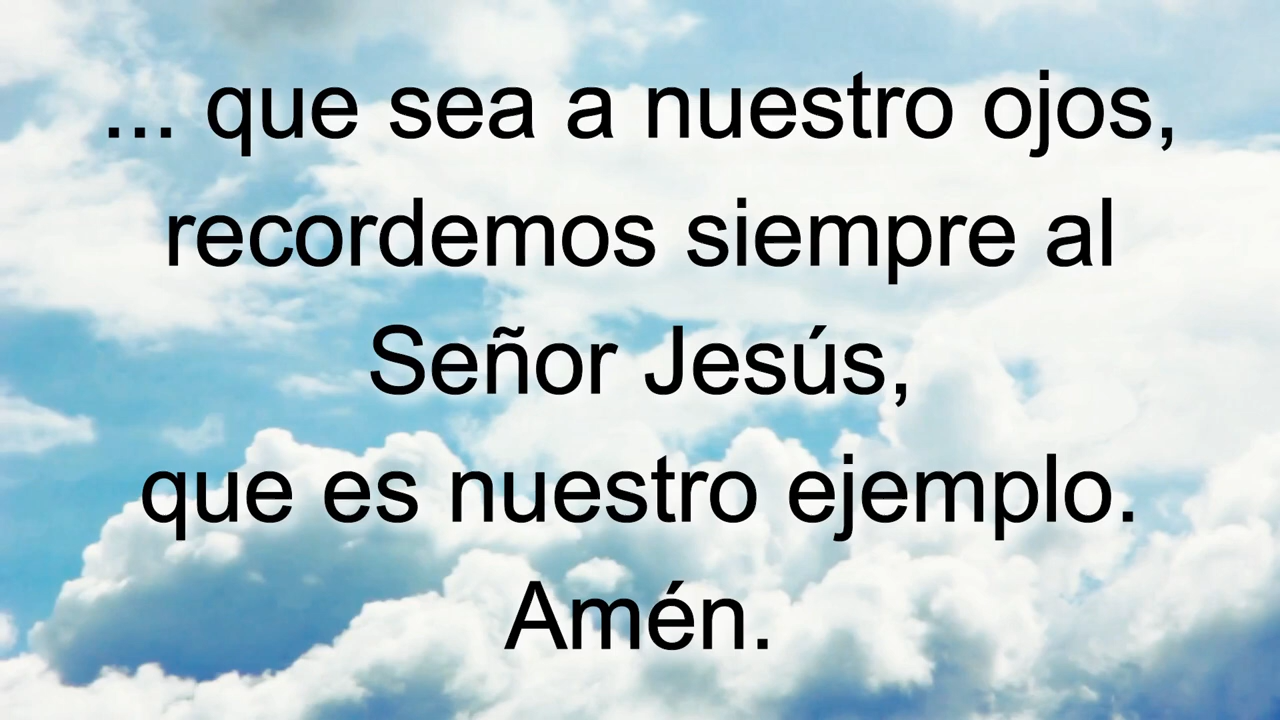 ... que sea a nuestro ojos,
recordemos siempre al
Señor Jesús,
que es nuestro ejemplo.
Amén.